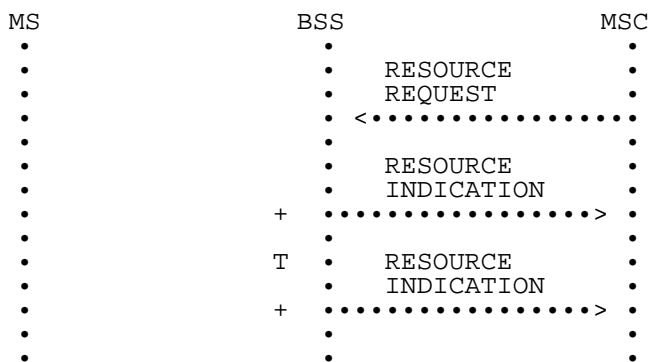 MS BSS MSC
RESOURCE
REQUEST
<
RESOURCE
INDICATION
+ >
T RESOURCE
INDICATION
+ >